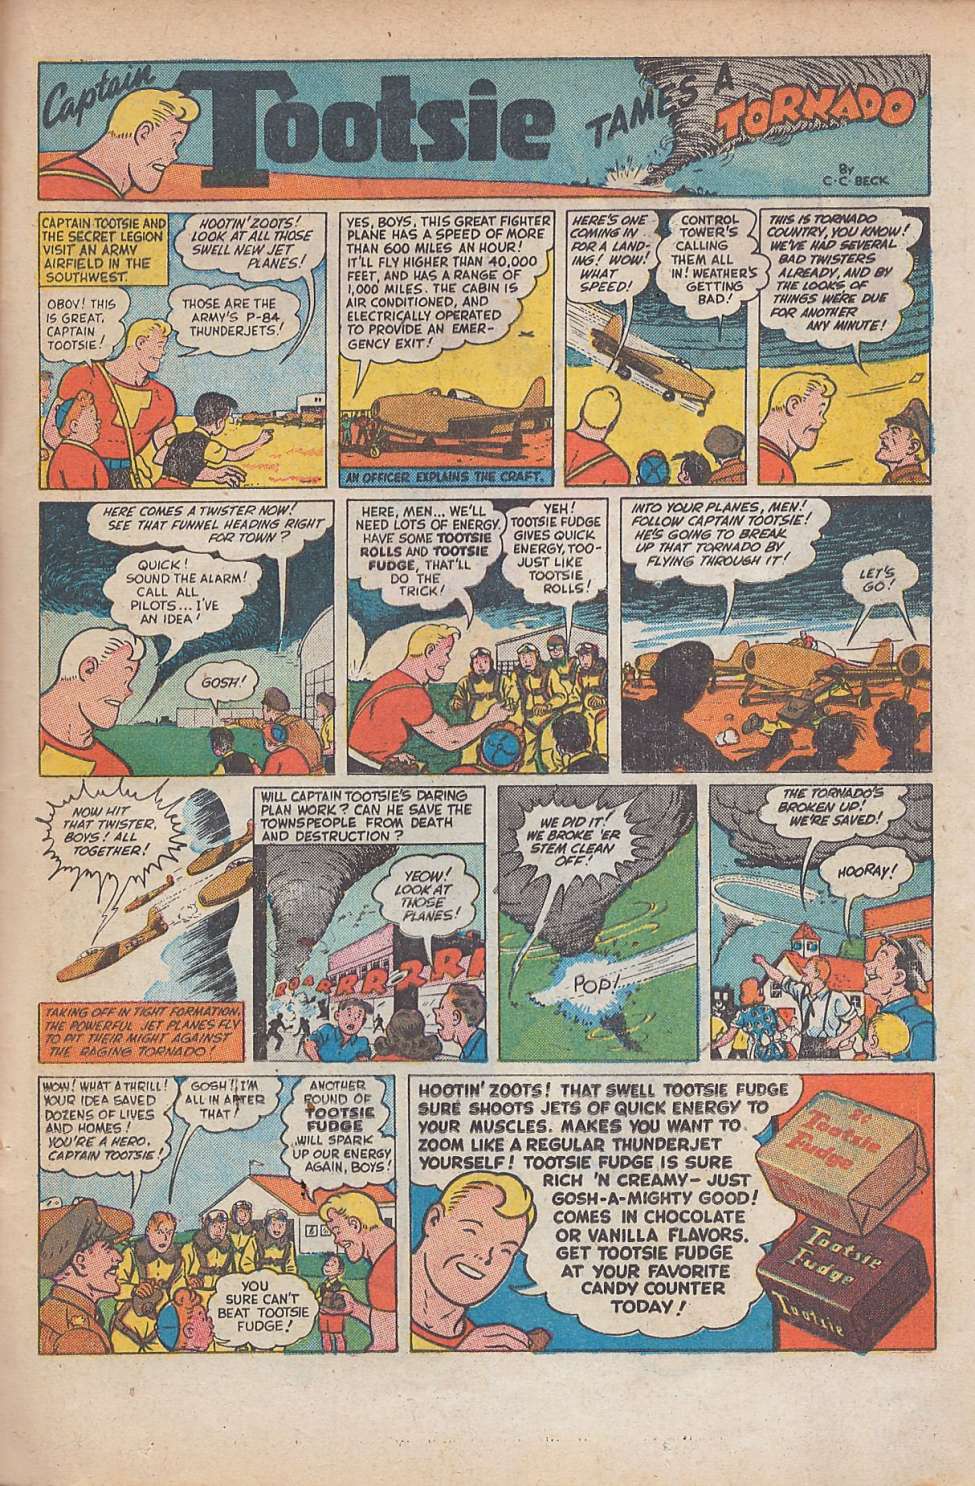 Captain Tootsie
TAMES A
TORNADO
By
C.C. BECK
CAPTAIN TOOTSIE AND
THE SECRET LEGION
VISIT AN ARMY
AIRFIELD IN THE
SOUTHWEST.
HOOTIN' ZOOTS!
LOOK AT ALL THOSE
SWELL NEW JET
PLANES!
OBOY! THIS
IS GREAT,
CAPTAIN
TOOTSIE!
THOSE ARE THE
ARMY'S P-84
THUNDERJETS!
YES, BOYS, THIS GREAT FIGHTER
PLANE HAS A SPEED OF MORE
THAN 600 MILES AN HOUR!
IT'LL FLY HIGHER THAN 40,000
FEET, AND HAS A RANGE OF
1,000 MILES. THE CABIN IS
AIR CONDITIONED, AND
ELECTRICALLY OPERATED
TO PROVIDE AN EMER-
GENCY EXIT!
AN OFFICER EXPLAINS THE CRAFT.
HERE'S ONE
COMING IN
FOR A LAND-
ING! WOW!
WHAT
SPEED!
CONTROL
TOWER'S
CALLING
THEM ALL
IN! WEATHER'S
GETTING
BAD!
THIS IS TORNADO
COUNTRY, YOU KNOW!
WE'VE HAD SEVERAL
BAD TWISTERS
ALREADY, AND BY
THE LOOKS OF
THINGS WE'RE DUE
FOR ANOTHER
ANY MINUTE!
HERE COMES A TWISTER NOW!
SEE THAT FUNNEL HEADING RIGHT
FOR TOWN?
QUICK!
SOUND THE ALARM!
CALL ALL
PILOTS... I'VE
AN IDEA!
GOSH!
HERE, MEN... WE'LL
NEED LOTS OF ENERGY.
HAVE SOME TOOTSIE
ROLLS AND TOOTSIE
FUDGE, THAT'LL
DO THE
TRICK!
YEH!
TOOTSIE FUDGE
GIVES QUICK
ENERGY, TOO-
JUST LIKE
TOOTSIE
ROLLS!
INTO YOUR PLANES, MEN!
FOLLOW CAPTAIN TOOTSIE!
HE'S GOING TO BREAK
UP THAT TORNADO BY
FLYING THROUGH IT!
LET'S
GO!
NOW HIT
THAT TWISTER,
BOYS! ALL
TOGETHER!
TAKING OFF IN TIGHT FORMATION,
THE POWERFUL JET PLANES FLY
TO PIT THEIR MIGHT AGAINST
THE RAGING TORNADO!
WILL CAPTAIN TOOTSIE'S DARING
PLAN WORK? CAN HE SAVE THE
TOWNSPEOPLE FROM DEATH
AND DESTRUCTION?
YEOW!
LOOK AT
THOSE
PLANES!
ROARRRRRR
WE DID IT!
WE BROKE 'ER
STEM CLEAN
OFF!
POP!
THE TORNADO'S
BROKEN UP!
WE'RE SAVED!
HOORAY!
WOW! WHAT A THRILL!
YOUR IDEA SAVED
DOZENS OF LIVES
AND HOMES!
YOU'RE A HERO,
CAPTAIN TOOTSIE!
GOSH! I'M
ALL IN AFTER
THAT!
ANOTHER
ROUND OF
TOOTSIE
FUDGE
WILL SPARK
UP OUR ENERGY
AGAIN, BOYS!
YOU
SURE CAN'T
BEAT TOOTSIE
FUDGE!
HOOTIN' ZOOTS! THAT SWELL TOOTSIE FUDGE
SURE SHOOTS JETS OF QUICK ENERGY TO
YOUR MUSCLES. MAKES YOU WANT TO
ZOOM LIKE A REGULAR THUNDERJET
YOURSELF! TOOTSIE FUDGE IS SURE
RICH 'N CREAMY-JUST
GOSH-A-MIGHTY GOOD!
COMES IN CHOCOLATE
OR VANILLA FLAVORS.
GET TOOTSIE FUDGE
AT YOUR FAVORITE
CANDY COUNTER
TODAY!
5¢
Tootsie
Fudge
Tootsie
Fudge
Tootsie